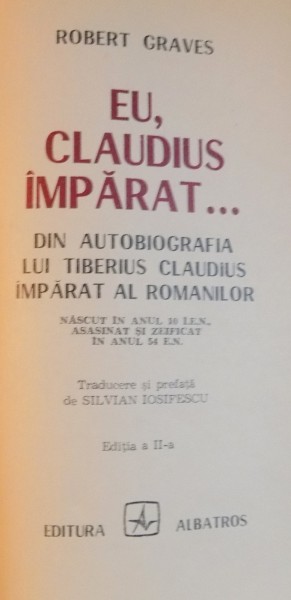 ROBERT GRAVES
EU,
CLAUDIUS
ÎMPĂRAT...
DIN AUTOBIOGRAFIA
LUI TIBERIUS CLAUDIUS
ÎMPĂRAT AL ROMANILOR
NĂSCUT ÎN ANUL 10 Î.E.N.,
ASASINAT ȘI ZEIFICAT
ÎN ANUL 54 E.N.
Traducere și prefață
de SILVIAN IOSIFESCU
Ediția a II-a
EDITURA ALBATROS